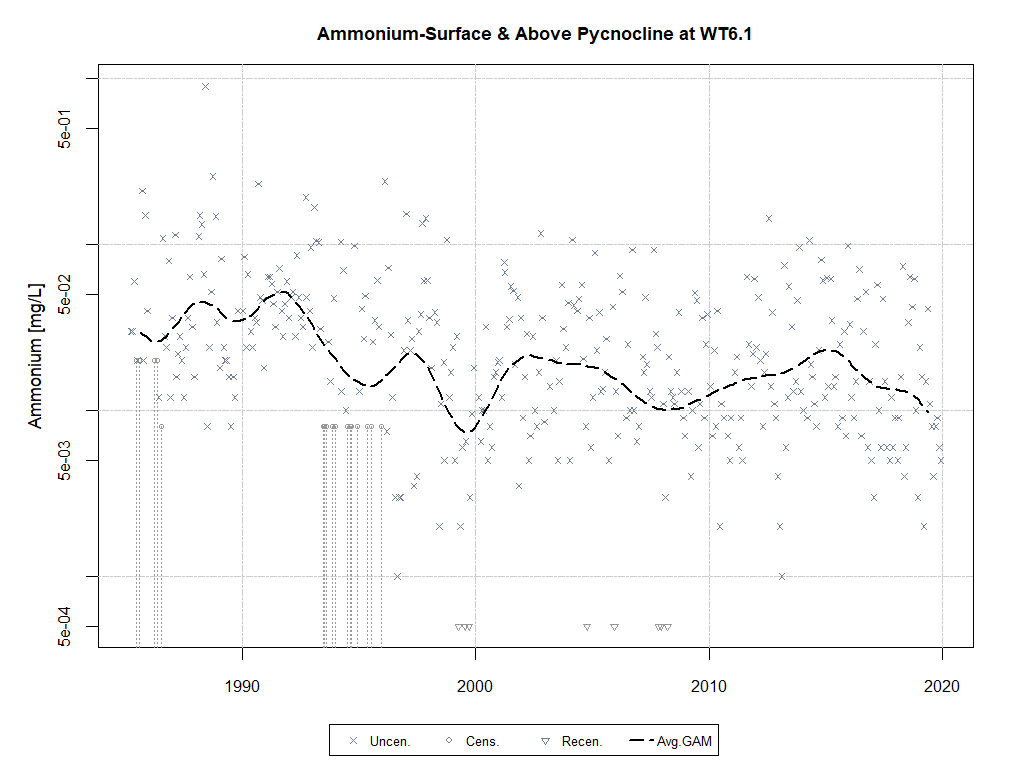 Ammonium-Surface & Above Pycnocline at WT6.1
Ammonium [mg/L]
5e-01
5e-02
5e-03
5e-04
1990 2000 2010 2020
Uncen. Cens. Recen. Avg.GAM